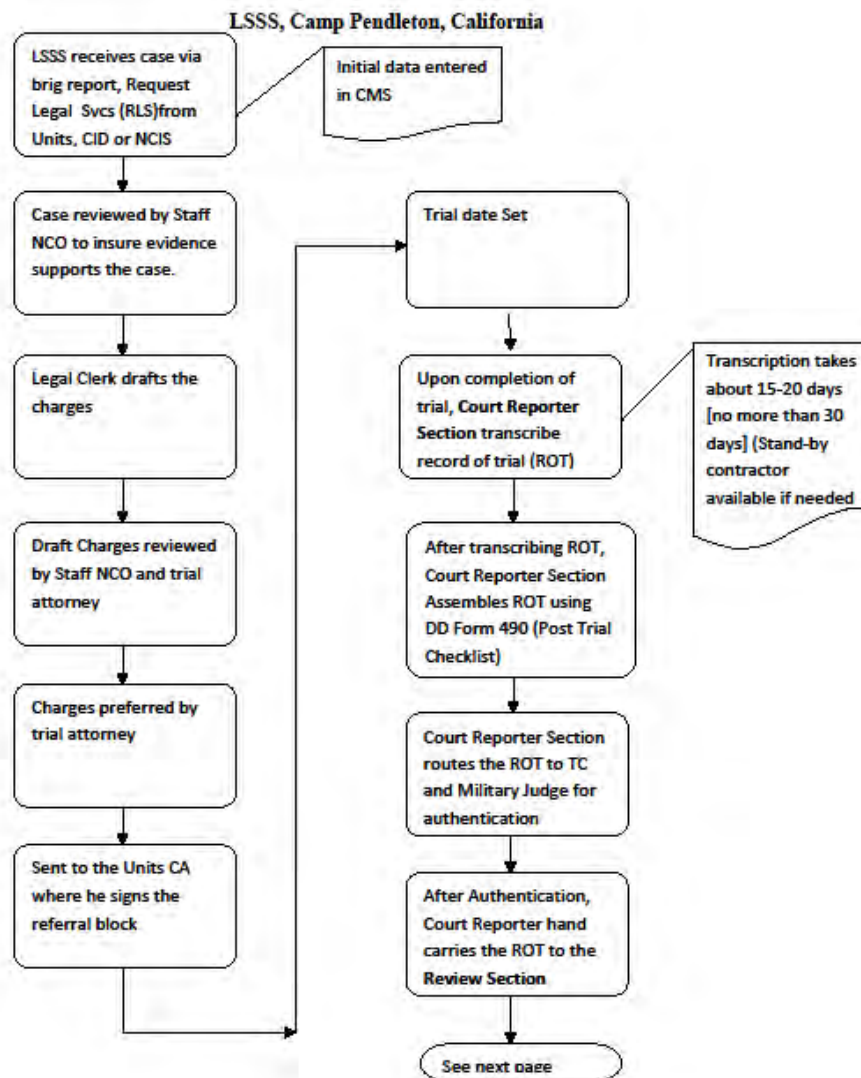 LSSS, Camp Pendleton, California
LSSS receives case via
brig report, Request
Legal Svcs (RLS)from
Units, CID or NCIS
Initial data entered
in CMS
Case reviewed by Staff
NCO to insure evidence
supports the case.
Legal Clerk drafts the
charges
Draft Charges reviewed
by Staff NCO and trial
attorney
Charges preferred by
trial attorney
Sent to the Units CA
where he signs the
referral block
Trial date Set
Upon completion of
trial, Court Reporter
Section transcribe
record of trial (ROT)
Transcription takes
about 15-20 days
[no more than 30
days] (Stand-by
contractor
available if needed
After transcribing ROT,
Court Reporter Section
Assembles ROT using
DD Form 490 (Post Trial
Checklist)
Court Reporter Section
routes the ROT to TC
and Military Judge for
authentication
After Authentication,
Court Reporter hand
carries the ROT to the
Review Section
See next page